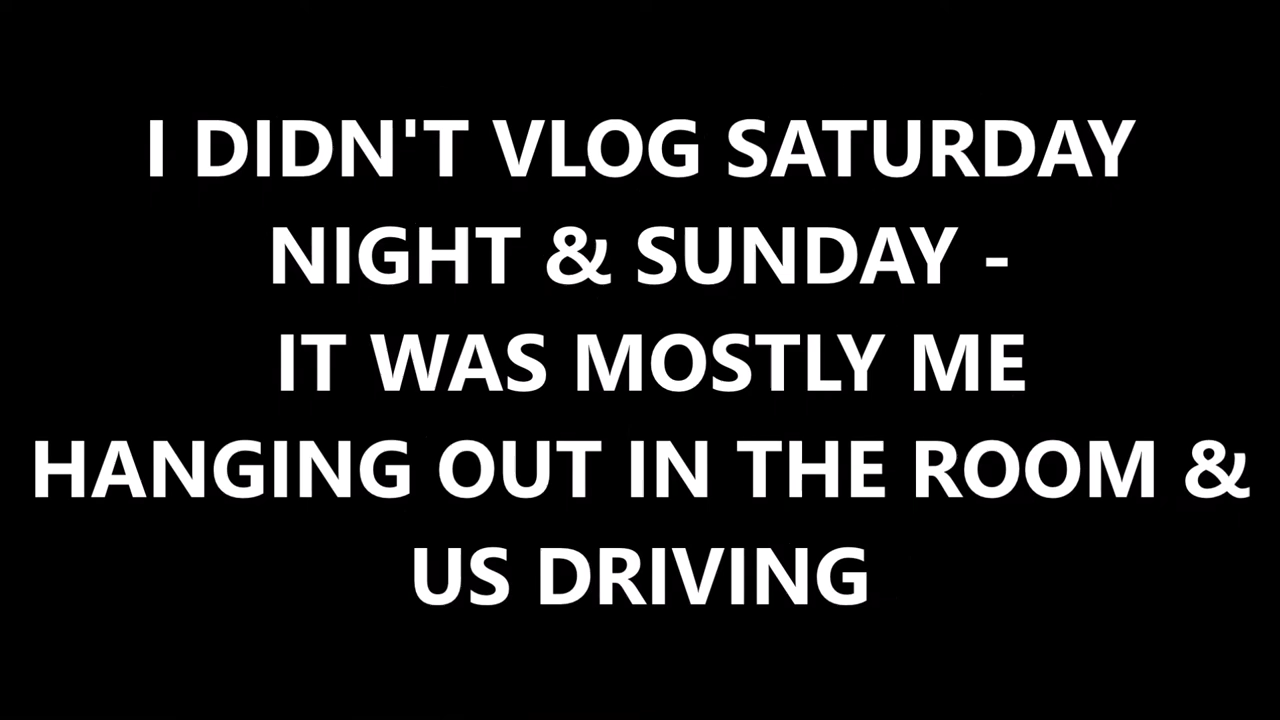 I DIDN'T VLOG SATURDAY
NIGHT & SUNDAY -
IT WAS MOSTLY ME
HANGING OUT IN THE ROOM &
US DRIVING